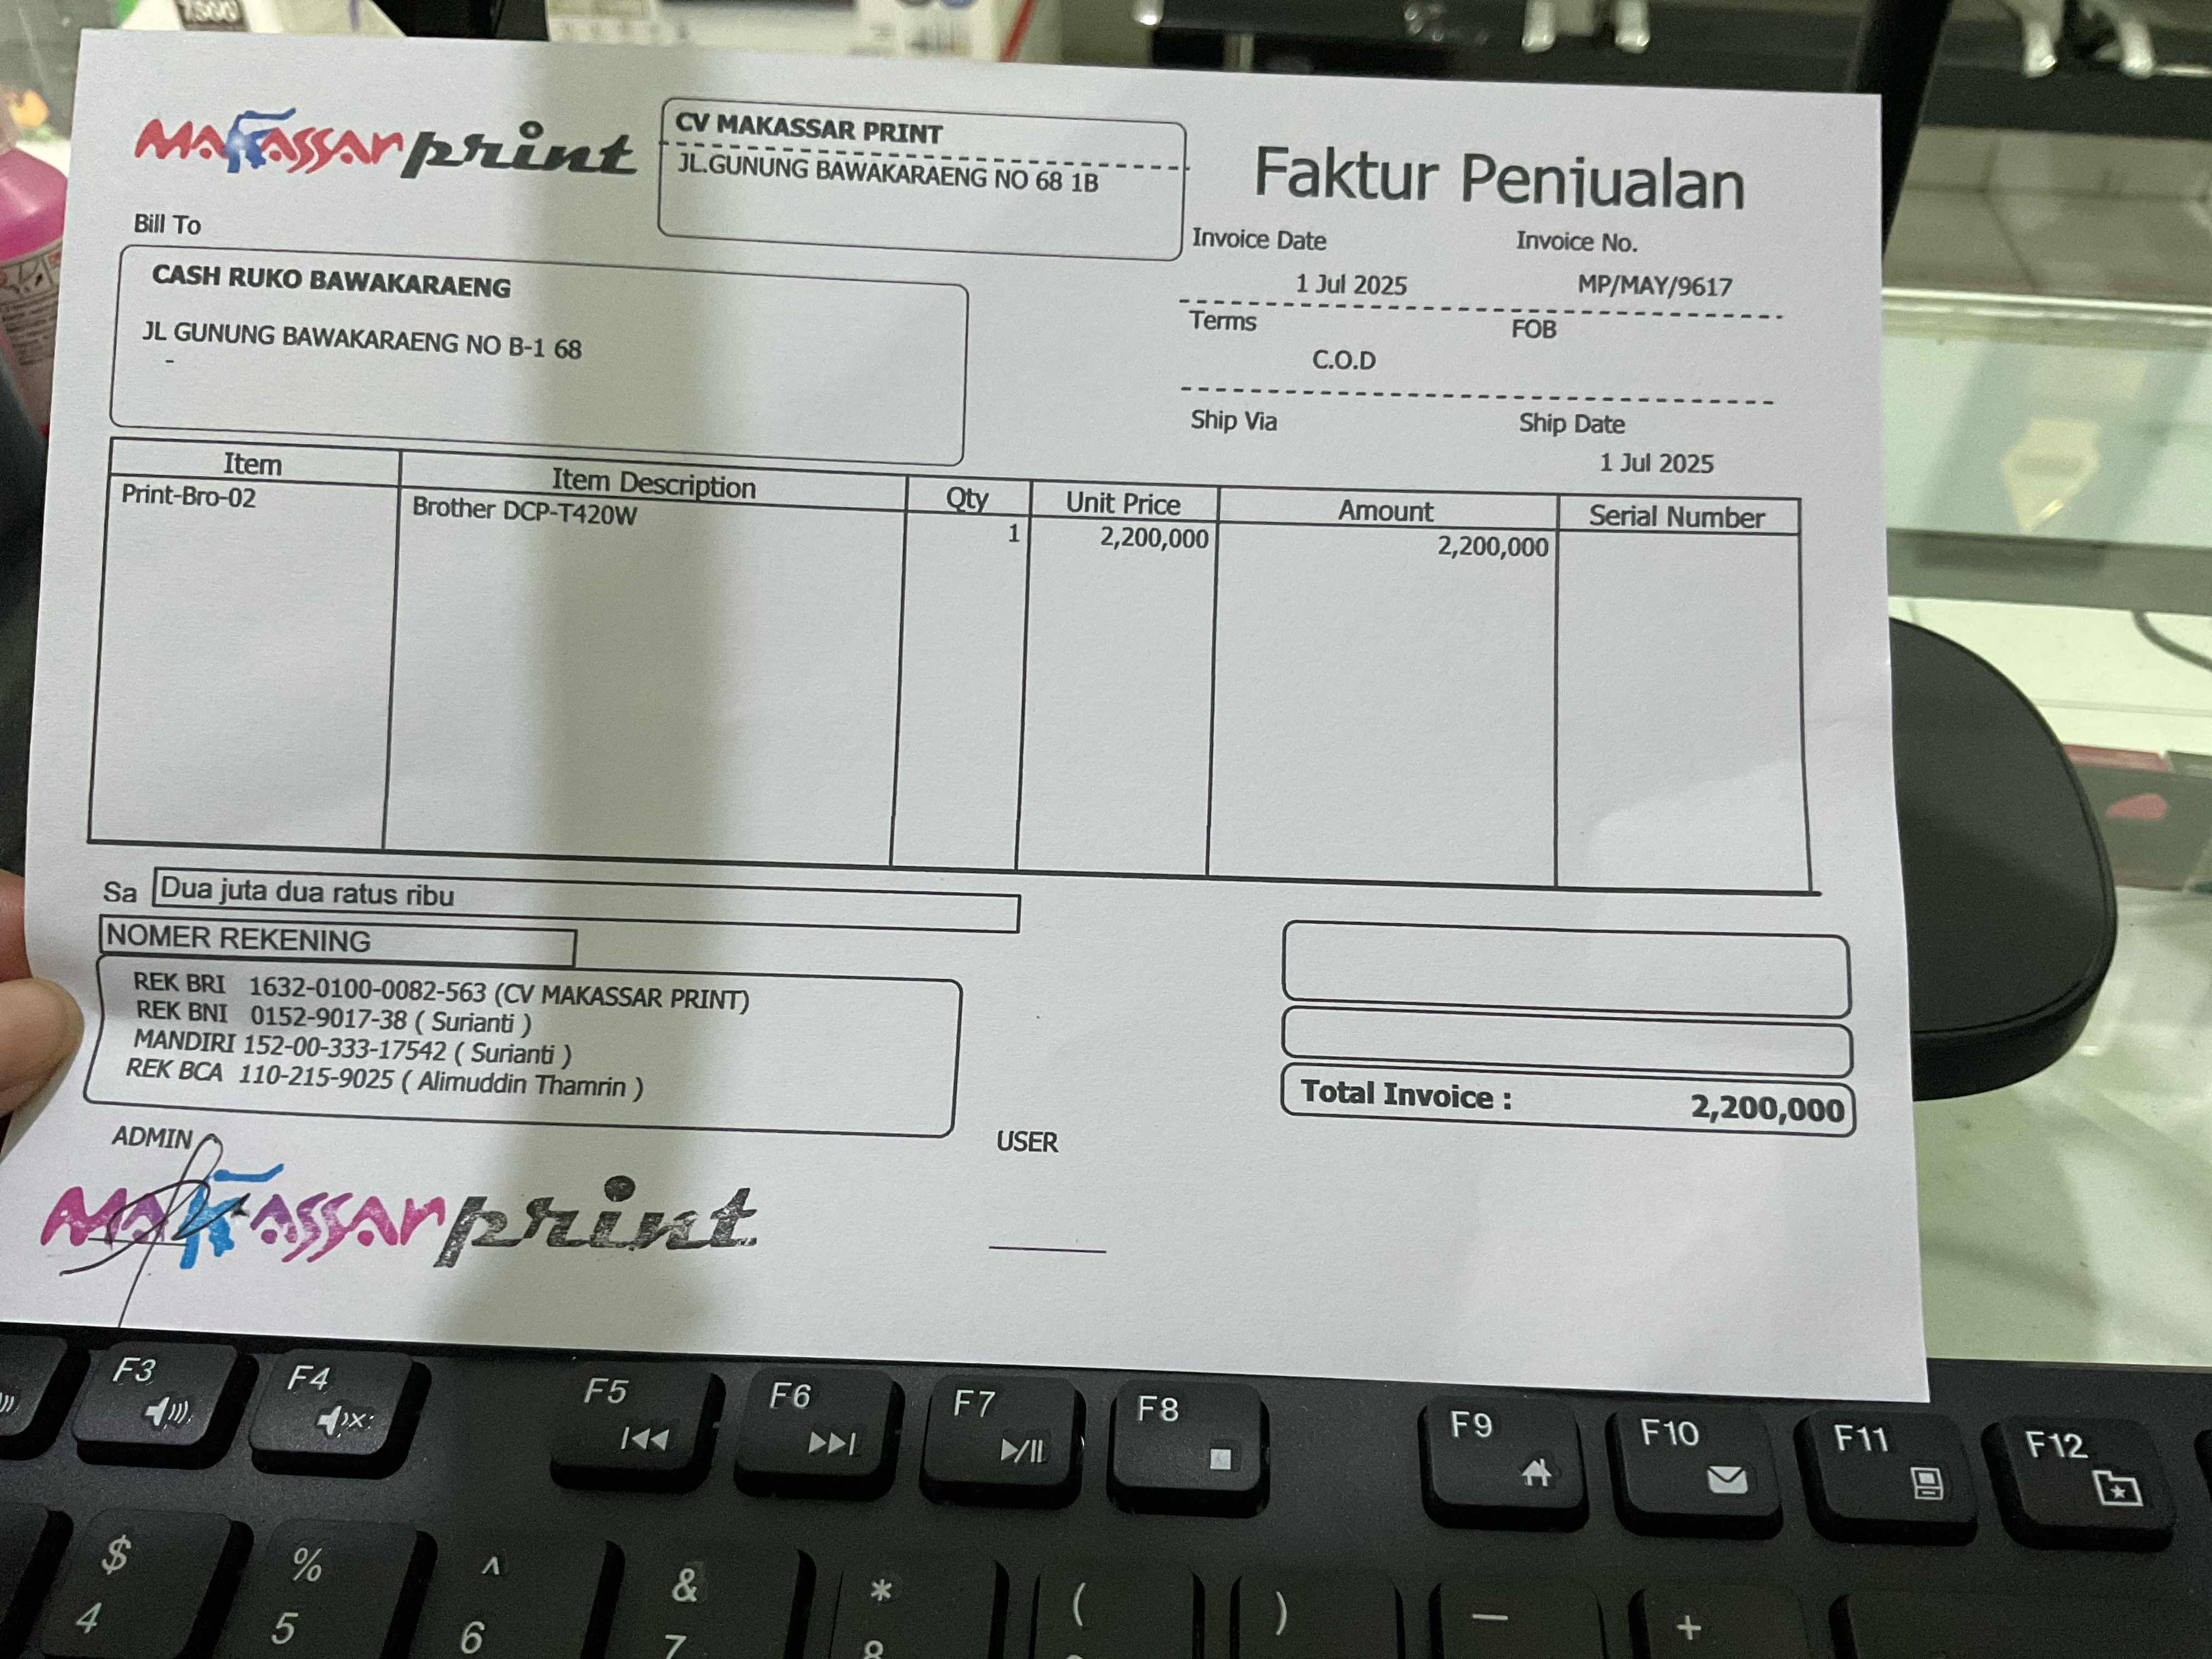 7300
Makassar print
CV MAKASSAR PRINT
JL.GUNUNG BAWAKARAENG NO 68 1B
Faktur Penjualan
Bill To
CASH RUKO BAWAKARAENG
JL GUNUNG BAWAKARAENG NO B-1 68
-
Invoice Date Invoice No.
1 Jul 2025 MP/MAY/9617
Terms FOB
C.O.D
Ship Via Ship Date
1 Jul 2025
Item Item Description Qty Unit Price Amount Serial Number
Print-Bro-02 Brother DCP-T420W 1 2,200,000 2,200,000
Sa Dua juta dua ratus ribu
NOMER REKENING
REK BRI 1632-0100-0082-563 (CV MAKASSAR PRINT)
REK BNI 0152-9017-38 ( Surianti )
MANDIRI 152-00-333-17542 ( Surianti )
REK BCA 110-215-9025 ( Alimuddin Thamrin )
Total Invoice : 2,200,000
ADMIN USER
Makassar print
F3 F4 F5 F6 F7 F8 F9 F10 F11 F12
$ % ^ & * ( ) — +
4 5 6 7 8